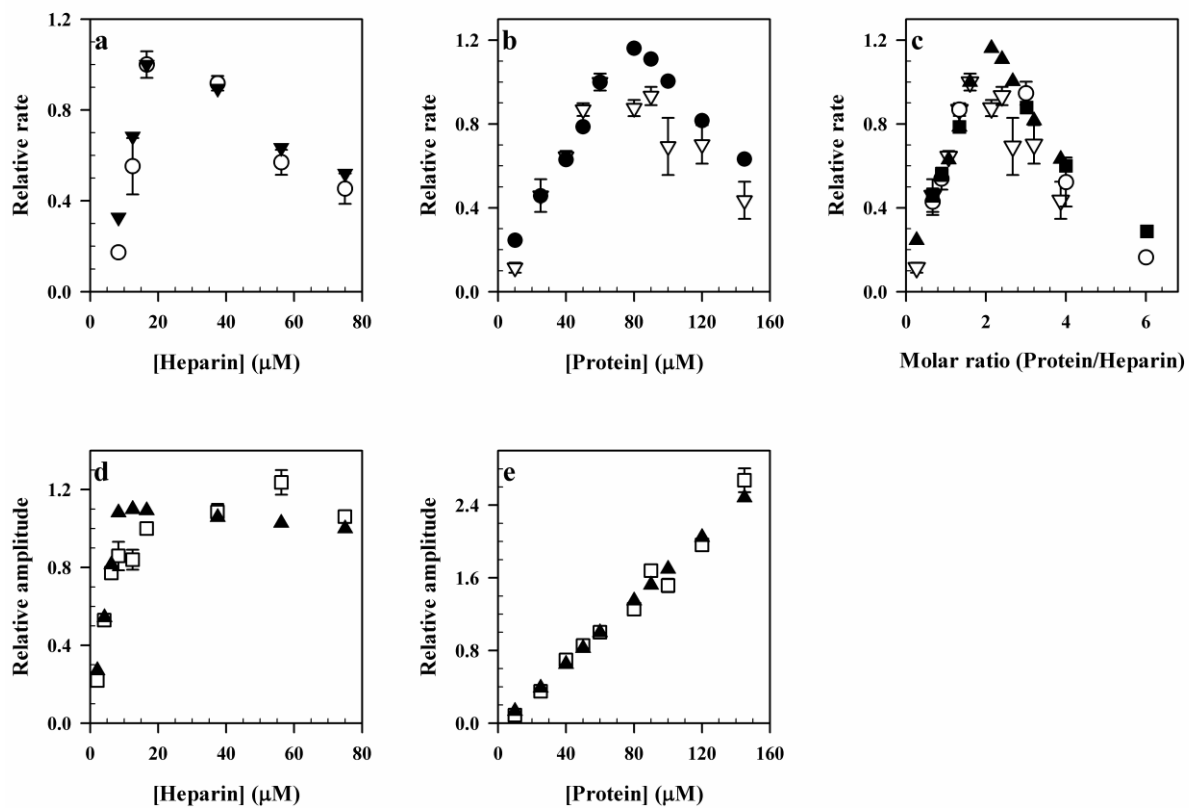 a
1.2
0.8
0.4
0.0
Relative rate
0 20 40 60 80
[Heparin] (μM)
b
1.2
0.8
0.4
0.0
Relative rate
0 40 80 120 160
[Protein] (μM)
c
1.2
0.8
0.4
0.0
Relative rate
0 2 4 6
Molar ratio (Protein/Heparin)
d
1.2
0.8
0.4
0.0
Relative amplitude
0 20 40 60 80
[Heparin] (μM)
e
2.4
1.6
0.8
0.0
Relative amplitude
0 40 80 120 160
[Protein] (μM)